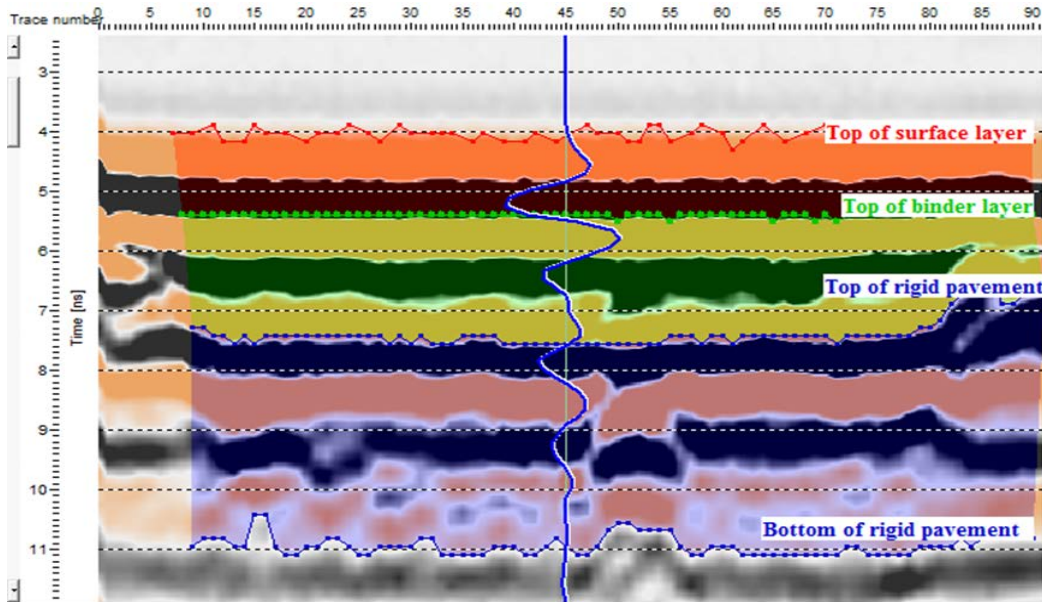 Trace number
0 5 10 15 20 25 30 35 40 45 50 55 60 65 70 75 80 85 90
Time [ns]
3
4
Top of surface layer
5
Top of binder layer
6
Top of rigid pavement
7
8
9
10
Bottom of rigid pavement
11